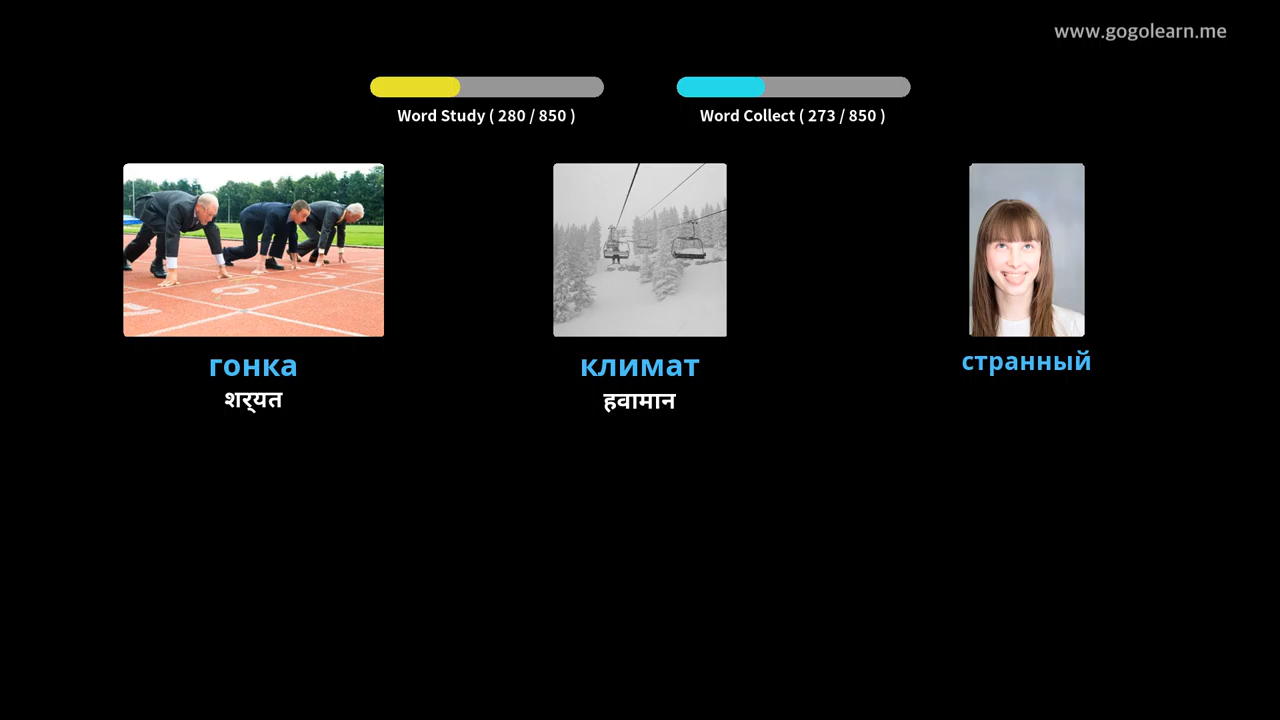 www.gogolearn.me
Word Study ( 280 / 850 )
Word Collect ( 273 / 850 )
гонка
климат
странный
शर्‍यत
हवामान